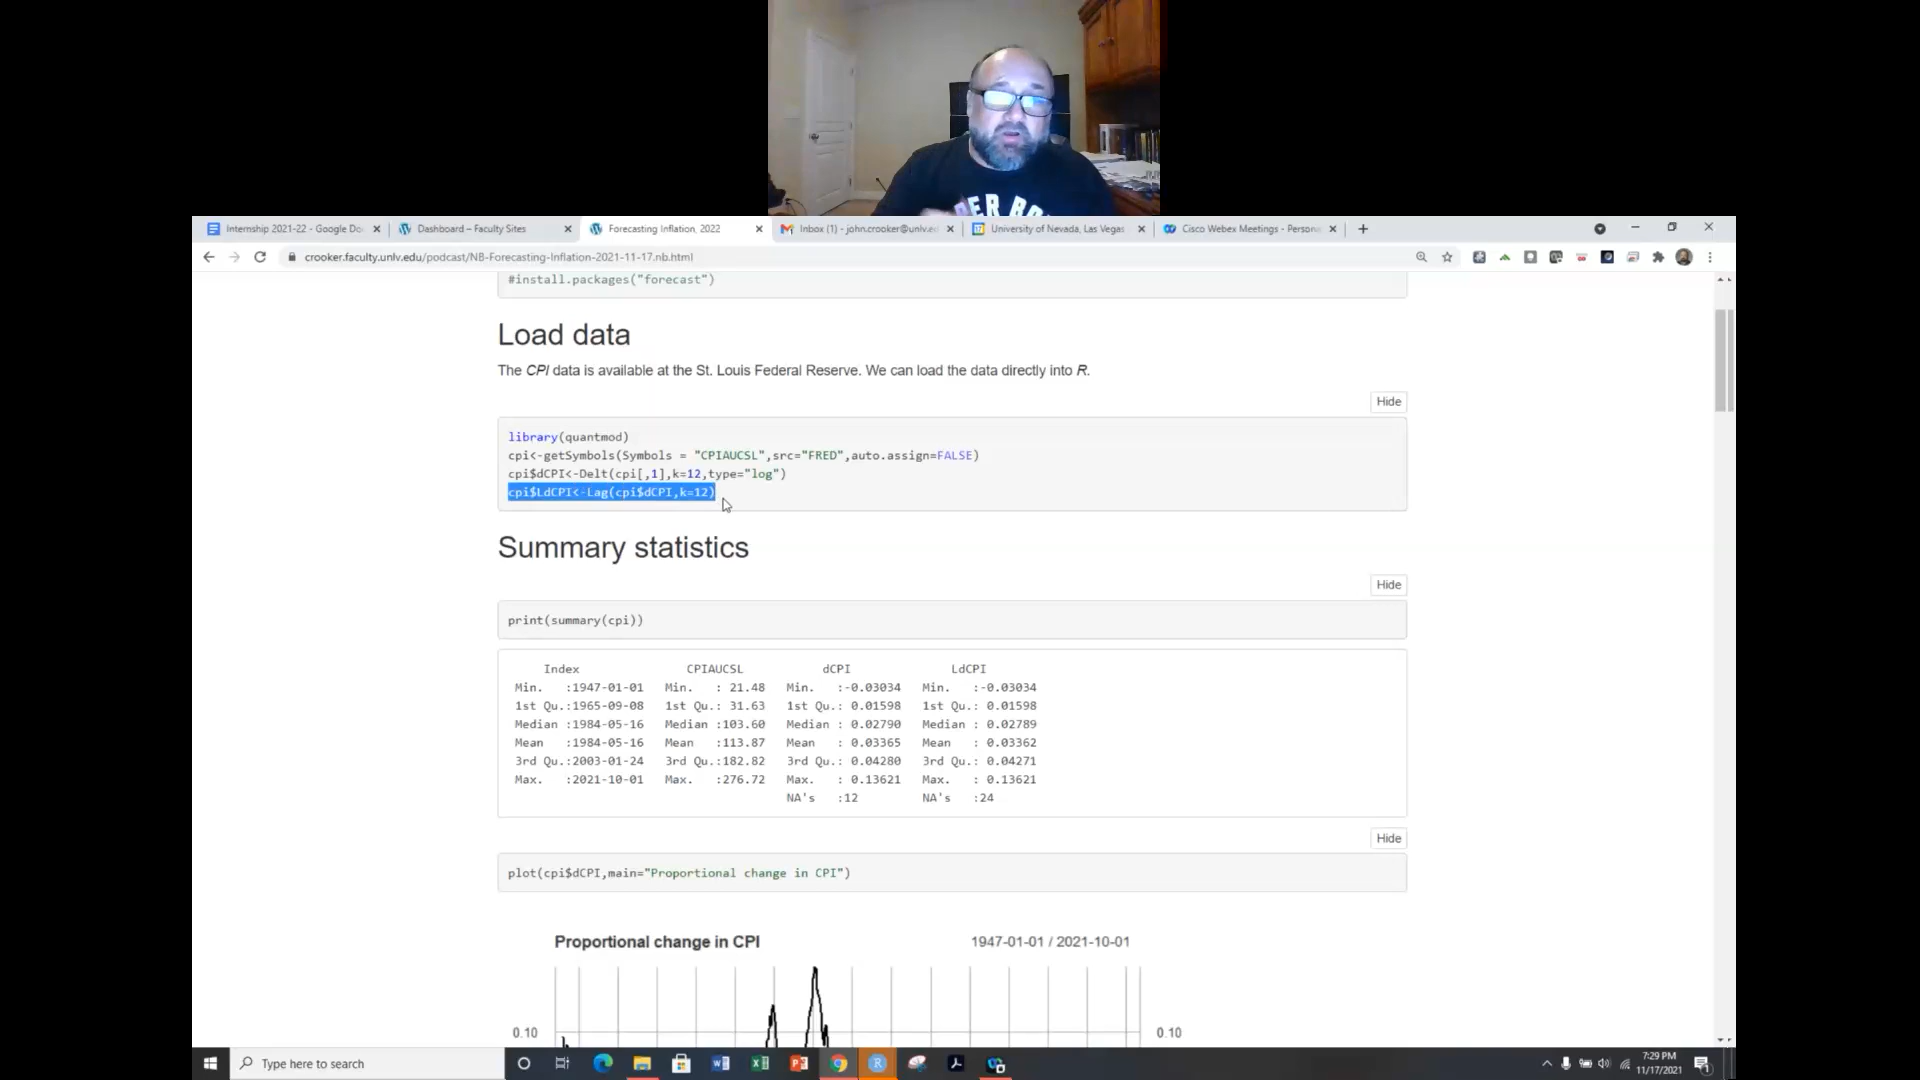 Internship 2021-22 - Google Do
Dashboard – Faculty Sites
Forecasting Inflation, 2022
Inbox (1) - john.crooker@unlv.e
University of Nevada, Las Vegas
Cisco Webex Meetings - Persona
crooker.faculty.unlv.edu/podcast/NB-Forecasting-Inflation-2021-11-17.nb.html
#install.packages("forecast")
Load data
The CPI data is available at the St. Louis Federal Reserve. We can load the data directly into R.
Hide
library(quantmod)
cpi<-getSymbols(Symbols = "CPIAUCSL",src="FRED",auto.assign=FALSE)
cpi$dCPI<-Delt(cpi[,1],k=12,type="log")
cpi$LdCPI<-Lag(cpi$dCPI,k=12)
Summary statistics
Hide
print(summary(cpi))
Index CPIAUCSL dCPI LdCPI
Min. :1947-01-01 Min. : 21.48 Min. :-0.03034 Min. :-0.03034
1st Qu.:1965-09-08 1st Qu.: 31.63 1st Qu.: 0.01598 1st Qu.: 0.01598
Median :1984-05-16 Median :103.60 Median : 0.02790 Median : 0.02789
Mean :1984-05-16 Mean :113.87 Mean : 0.03365 Mean : 0.03362
3rd Qu.:2003-01-24 3rd Qu.:182.82 3rd Qu.: 0.04280 3rd Qu.: 0.04271
Max. :2021-10-01 Max. :276.72 Max. : 0.13621 Max. : 0.13621
NA's :12 NA's :24
Hide
plot(cpi$dCPI,main="Proportional change in CPI")
Proportional change in CPI 1947-01-01 / 2021-10-01
0.10 0.10
Type here to search
7:29 PM
11/17/2021